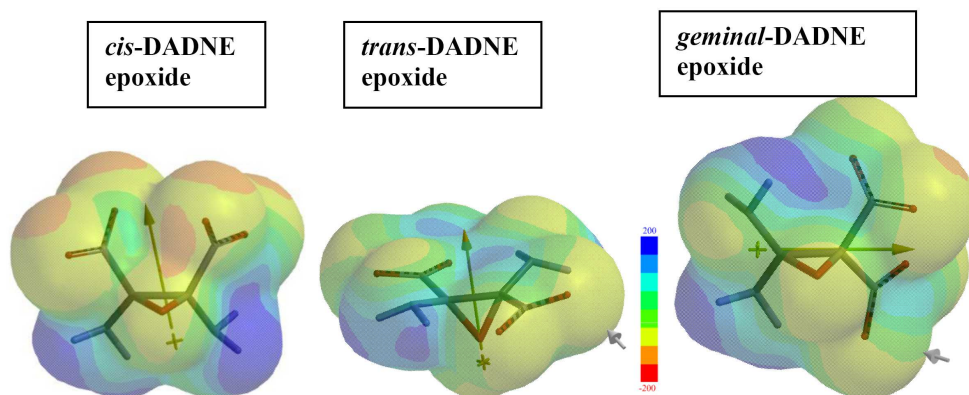 cis-DADNE
epoxide
trans-DADNE
epoxide
geminal-DADNE
epoxide
200
-200